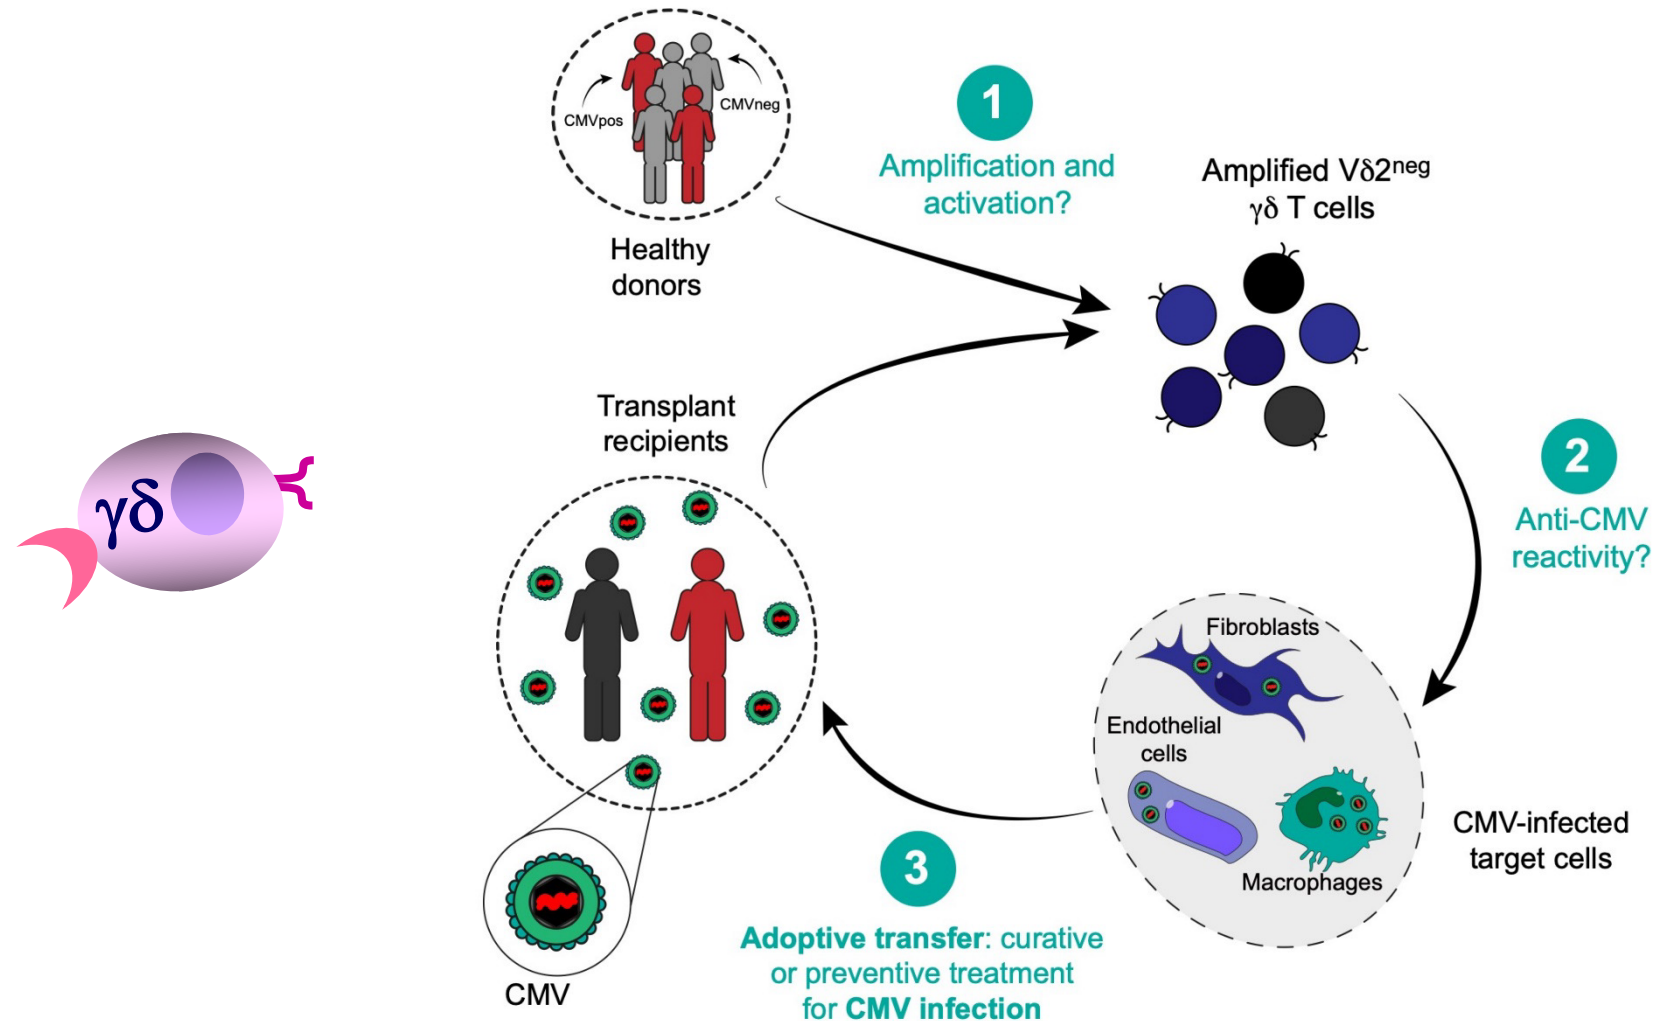 CMVpos
CMVneg
Healthy
donors
1
Amplification and
activation?
Amplified Vδ2neg
γδ T cells
γδ
Transplant
recipients
2
Anti-CMV
reactivity?
Fibroblasts
Endothelial
cells
Macrophages
CMV-infected
target cells
3
Adoptive transfer: curative
or preventive treatment
for CMV infection
CMV